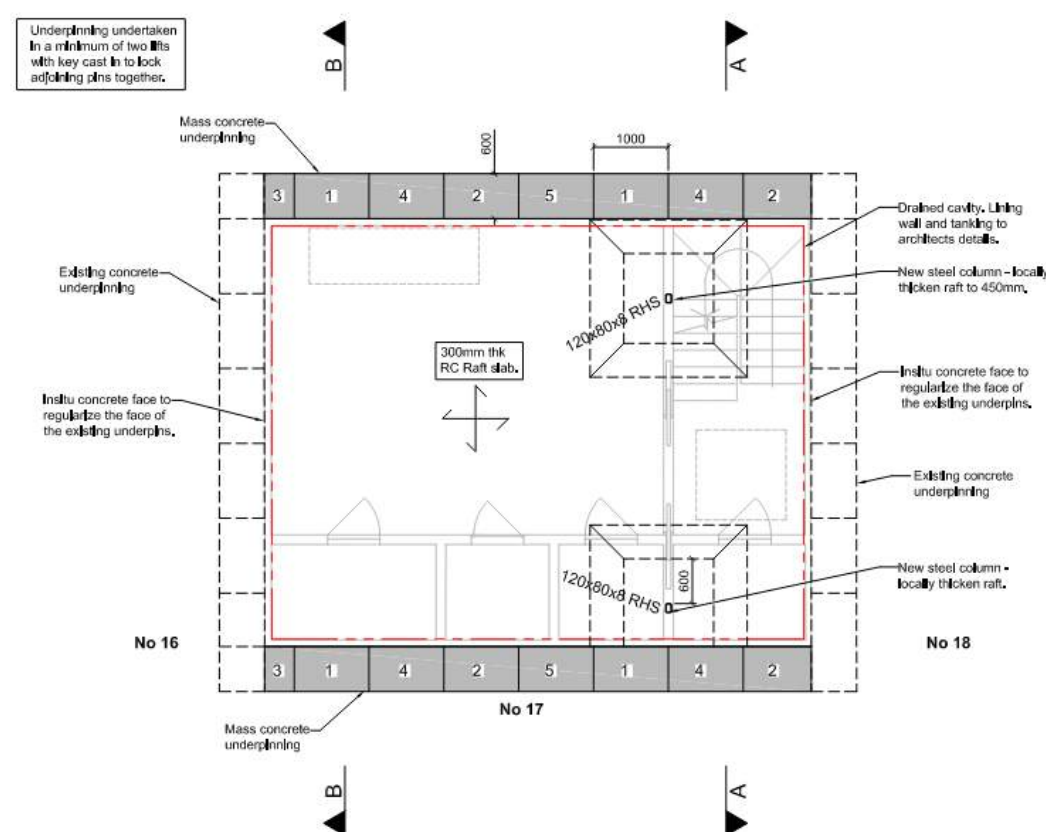 Underpinning undertaken
in a minimum of two lifts
with key cast in to lock
adjoining pins together.
B
A
Mass concrete
underpinning
600
1000
3
1
4
2
5
1
4
2
Drained cavity. Lining
wall and tanking to
architects details.
Existing concrete
underpinning
New steel column - locally
thicken raft to 450mm.
120x80x8 RHS
300mm thk
RC Raft slab.
Insitu concrete face to
regularize the face of
the existing underpins.
Insitu concrete face to
regularize the face of
the existing underpins.
Existing concrete
underpinning
120x80x8 RHS
600
New steel column -
locally thicken raft.
No 16
No 18
3
1
4
2
5
1
4
2
No 17
Mass concrete
underpinning
B
A